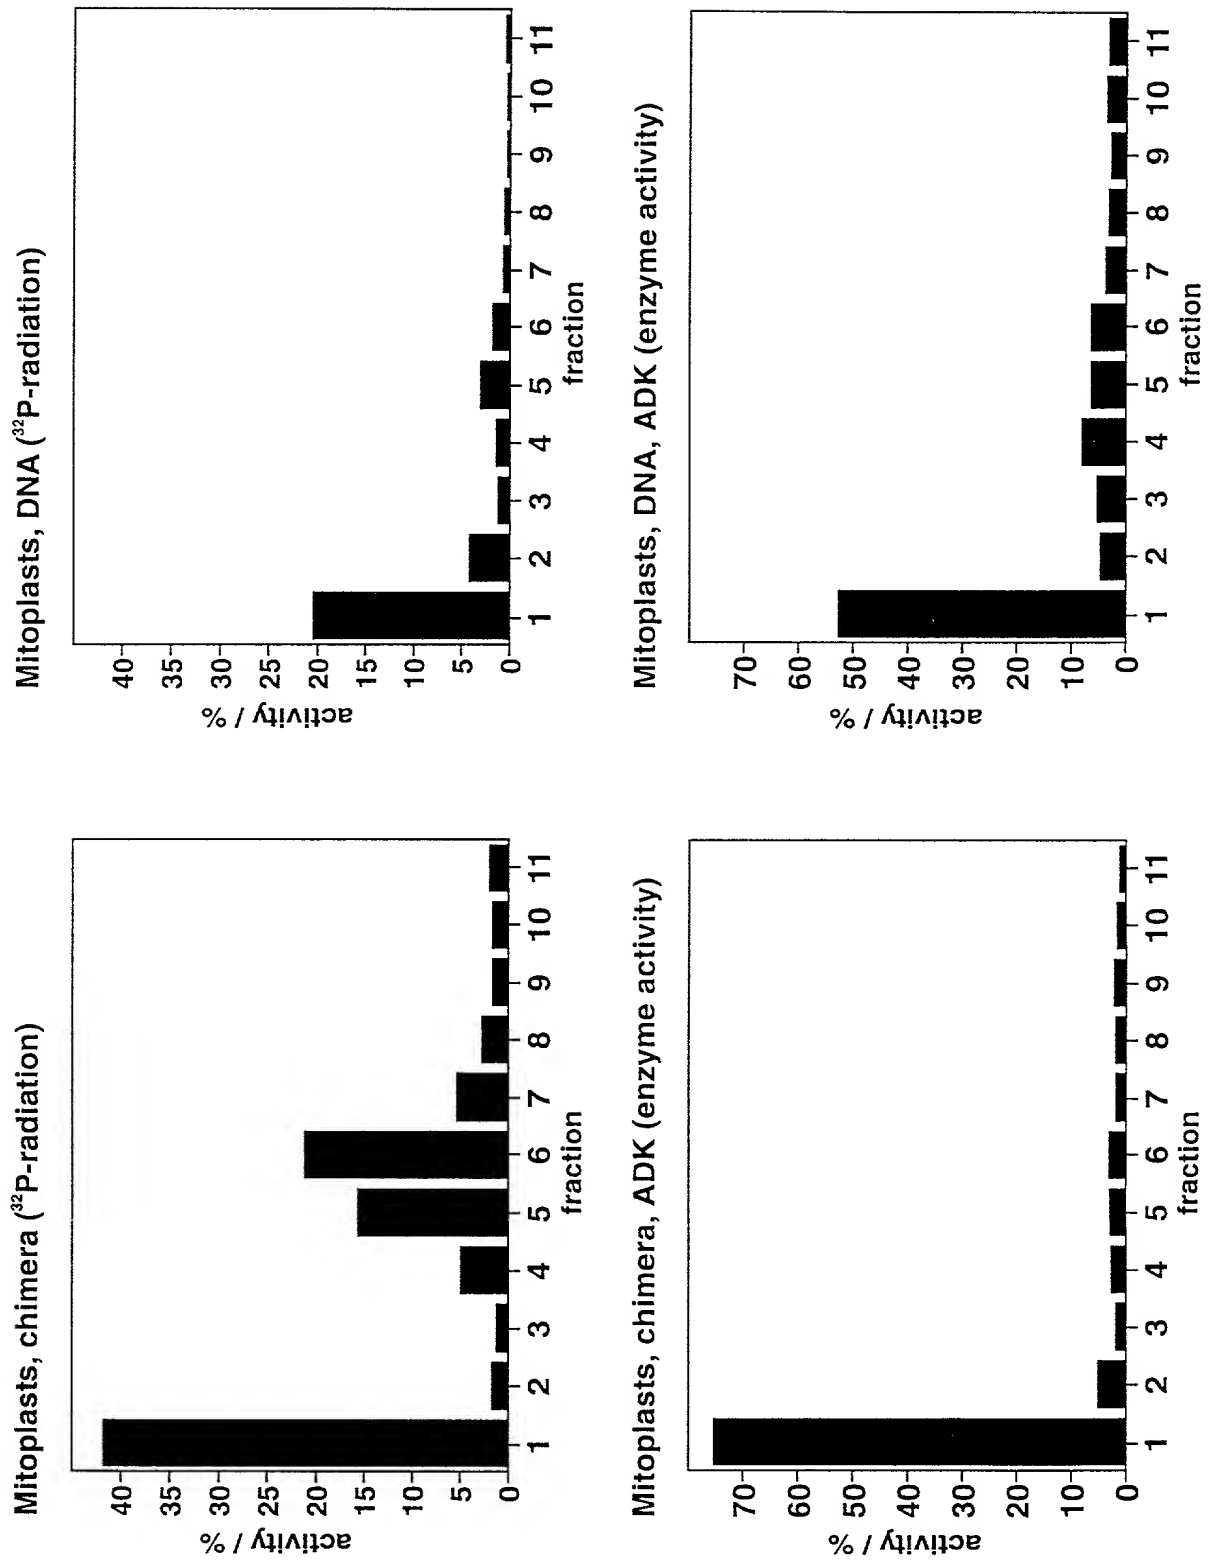 Mitoplasts, chimera (³²P-radiation)
activity / %
40
35
30
25
20
15
10
5
0
1 2 3 4 5 6 7 8 9 10 11
fraction
Mitoplasts, DNA (³²P-radiation)
activity / %
40
35
30
25
20
15
10
5
0
1 2 3 4 5 6 7 8 9 10 11
fraction
Mitoplasts, chimera, ADK (enzyme activity)
activity / %
70
60
50
40
30
20
10
0
1 2 3 4 5 6 7 8 9 10 11
fraction
Mitoplasts, DNA, ADK (enzyme activity)
activity / %
70
60
50
40
30
20
10
0
1 2 3 4 5 6 7 8 9 10 11
fraction